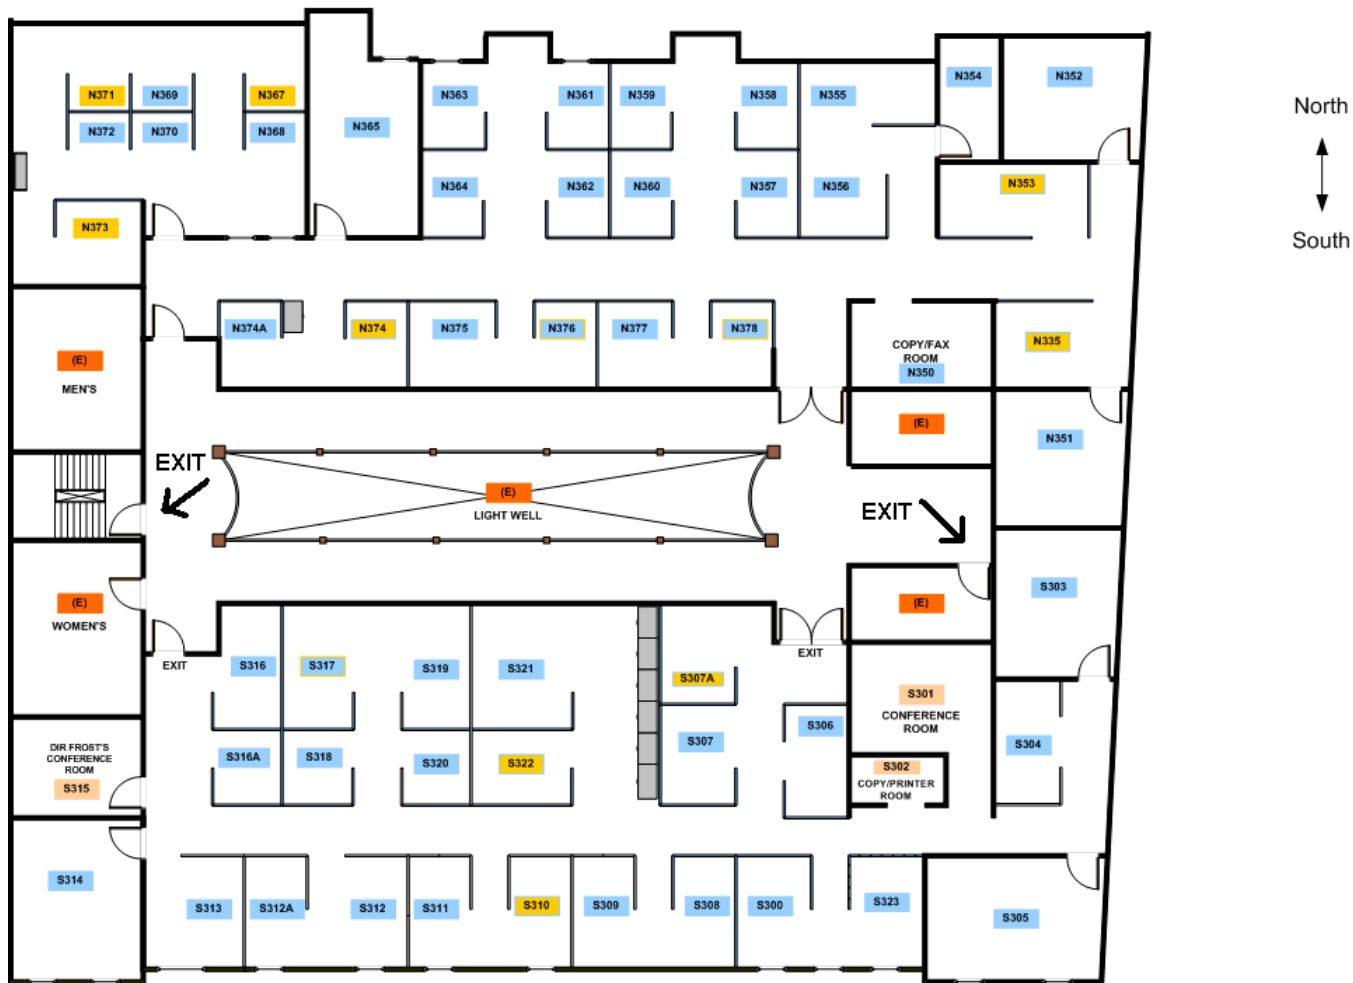 N354
N352
North
South
N371
N369
N367
N363
N361
N359
N358
N355
N372
N370
N368
N365
N364
N362
N360
N357
N356
N353
N373
N374A
N374
N375
N376
N377
N378
COPY/FAX
ROOM
N350
N335
(E)
MEN'S
(E)
N351
EXIT
(E)
LIGHT WELL
EXIT
S303
(E)
WOMEN'S
(E)
EXIT
EXIT
S316
S317
S319
S321
S307A
S301
CONFERENCE
ROOM
S306
S307
S304
DIR FROST'S
CONFERENCE
ROOM
S315
S316A
S318
S320
S322
S302
COPY/PRINTER
ROOM
S314
S313
S312A
S312
S311
S310
S309
S308
S300
S323
S305